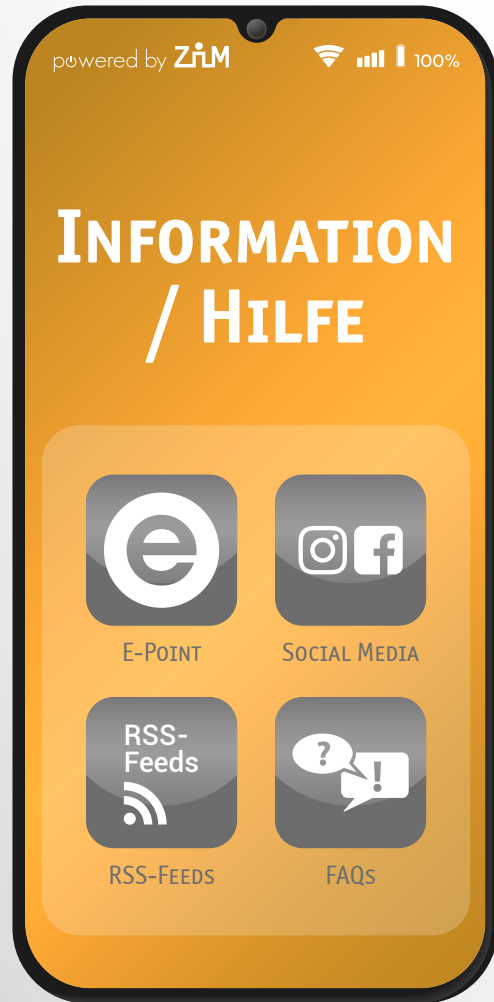 powered by ZIM 100%
INFORMATION
/ HILFE
e
E-POINT
SOCIAL MEDIA
RSS-
Feeds
? !
RSS-FEEDS
FAQS